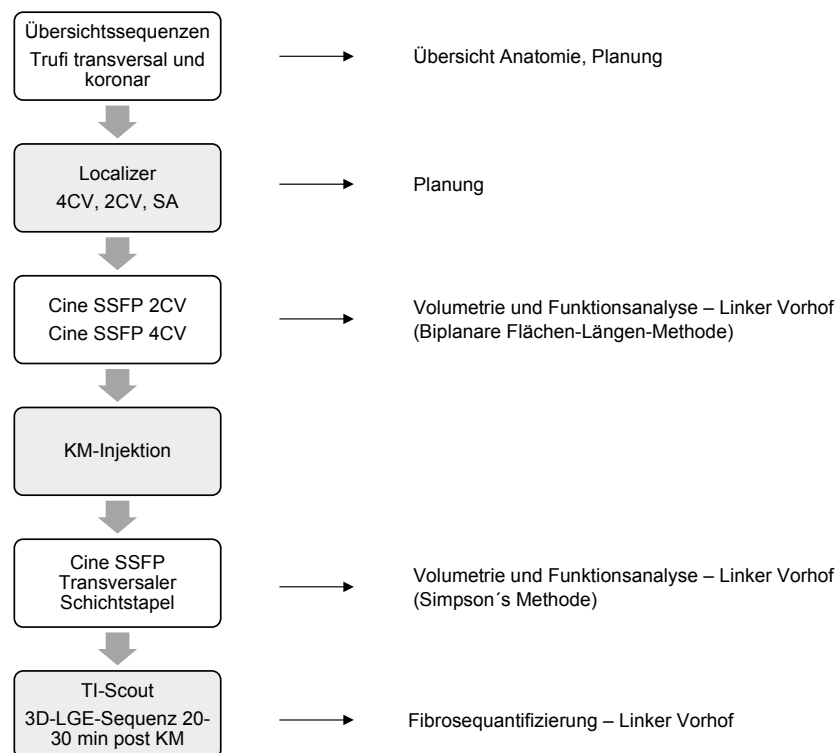 Übersichtssequenzen
Trufi transversal und
koronar
Übersicht Anatomie, Planung
Localizer
4CV, 2CV, SA
Planung
Cine SSFP 2CV
Cine SSFP 4CV
Volumetrie und Funktionsanalyse – Linker Vorhof
(Biplanare Flächen-Längen-Methode)
KM-Injektion
Cine SSFP
Transversaler
Schichtstapel
Volumetrie und Funktionsanalyse – Linker Vorhof
(Simpson´s Methode)
TI-Scout
3D-LGE-Sequenz 20-
30 min post KM
Fibrosequantifizierung – Linker Vorhof